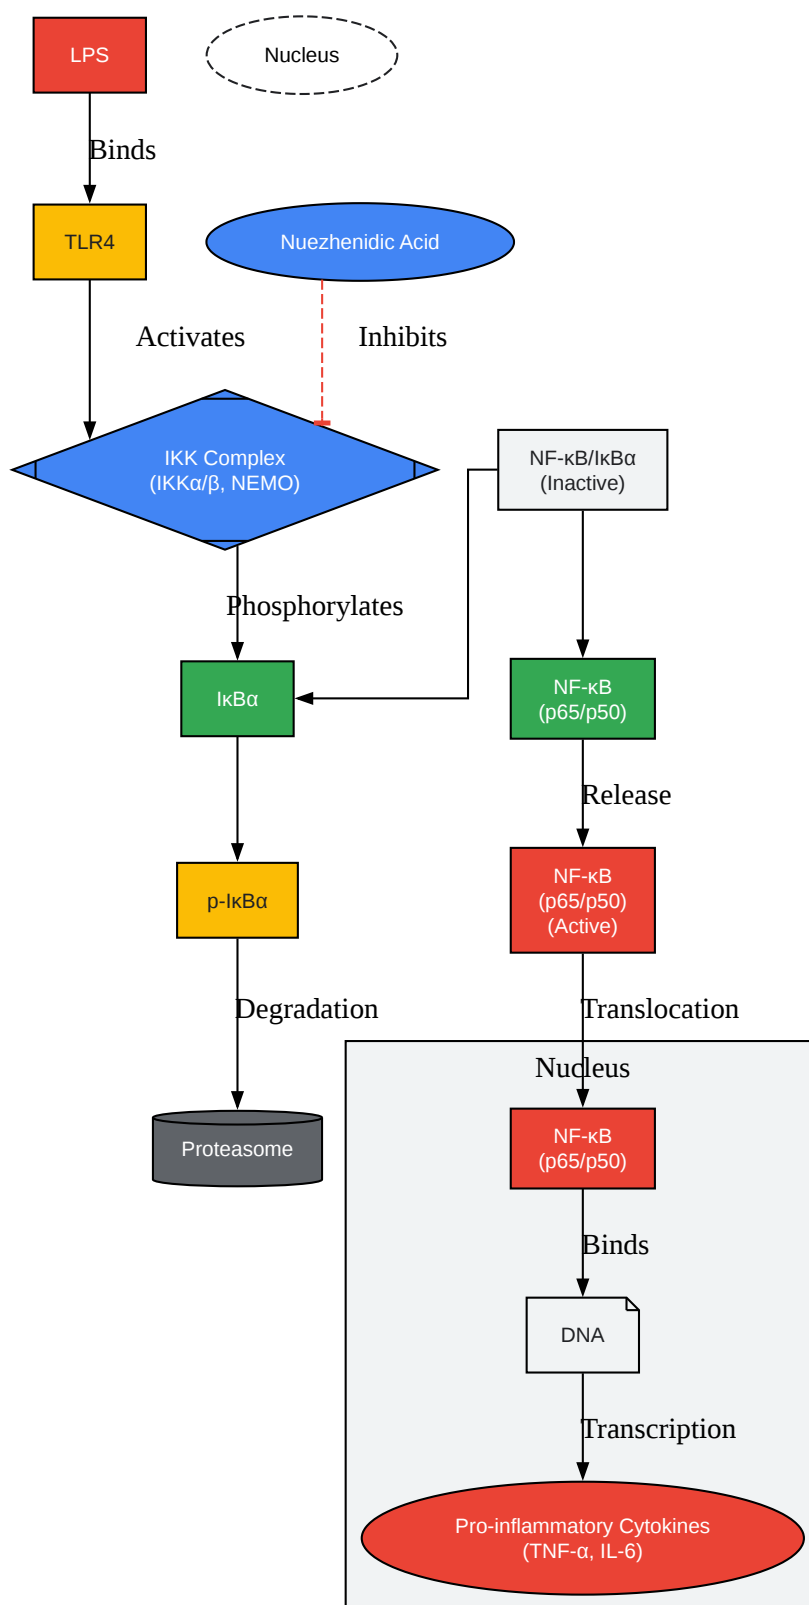 LPS
Nucleus
Binds
TLR4
Nuezhenidic Acid
Activates
Inhibits
IKK Complex
(IKKα/β, NEMO)
NF-κB/IκBα
(Inactive)
Phosphorylates
IκBα
NF-κB
(p65/p50)
Release
p-IκBα
NF-κB
(p65/p50)
(Active)
Degradation
Translocation
Nucleus
Proteasome
NF-κB
(p65/p50)
Binds
DNA
Transcription
Pro-inflammatory Cytokines
(TNF-α, IL-6)